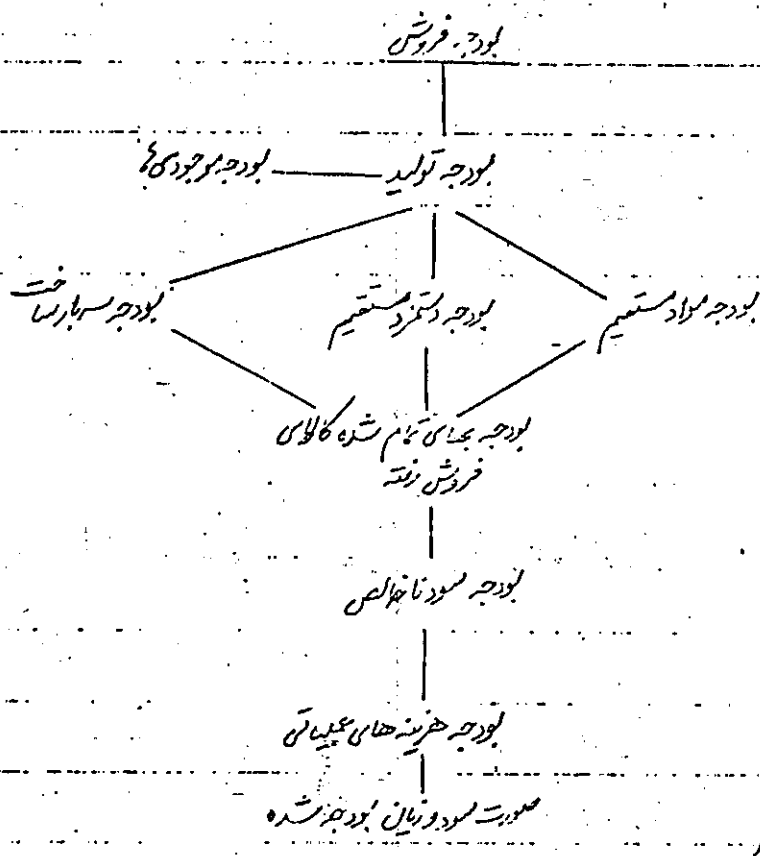 بودجه فروش
بودجه تولید
بودجه موجودی ها
بودجه مواد مستقیم
بودجه دستمزد مستقیم
بودجه سربار ساخت
بودجه بهای تمام شده کالای
فروش رفته
بودجه سود ناخالص
بودجه هزینه های عملیاتی
صورت سود و زیان بودجه شده